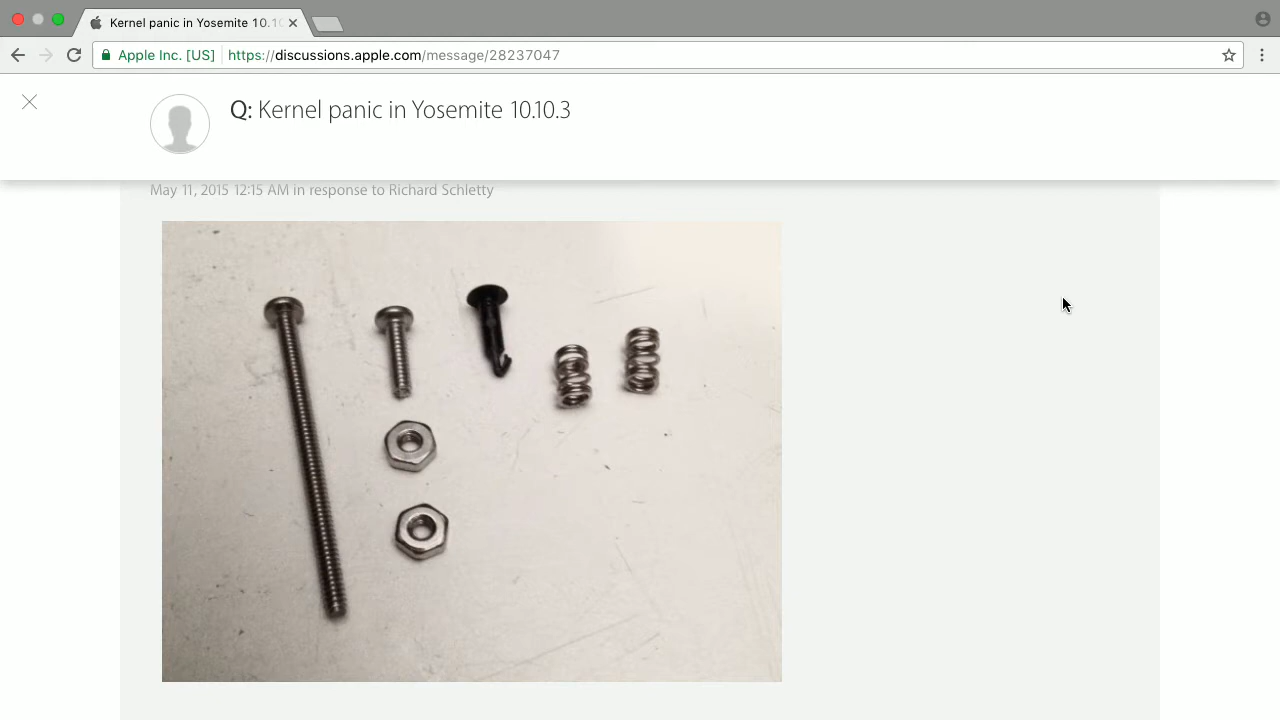 Kernel panic in Yosemite 10.10
Apple Inc. [US] https://discussions.apple.com/message/28237047
Q: Kernel panic in Yosemite 10.10.3
May 11, 2015 12:15 AM in response to Richard Schletty